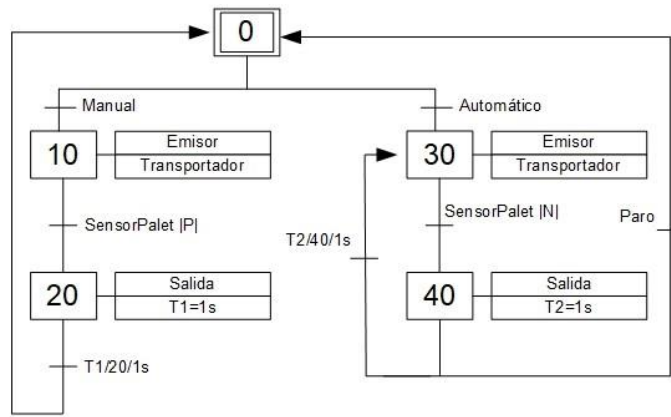 0
Manual
Automático
10
Emisor
Transportador
30
Emisor
Transportador
SensorPalet |P|
SensorPalet |N|
Paro
T2/40/1s
20
Salida
T1=1s
40
Salida
T2=1s
T1/20/1s